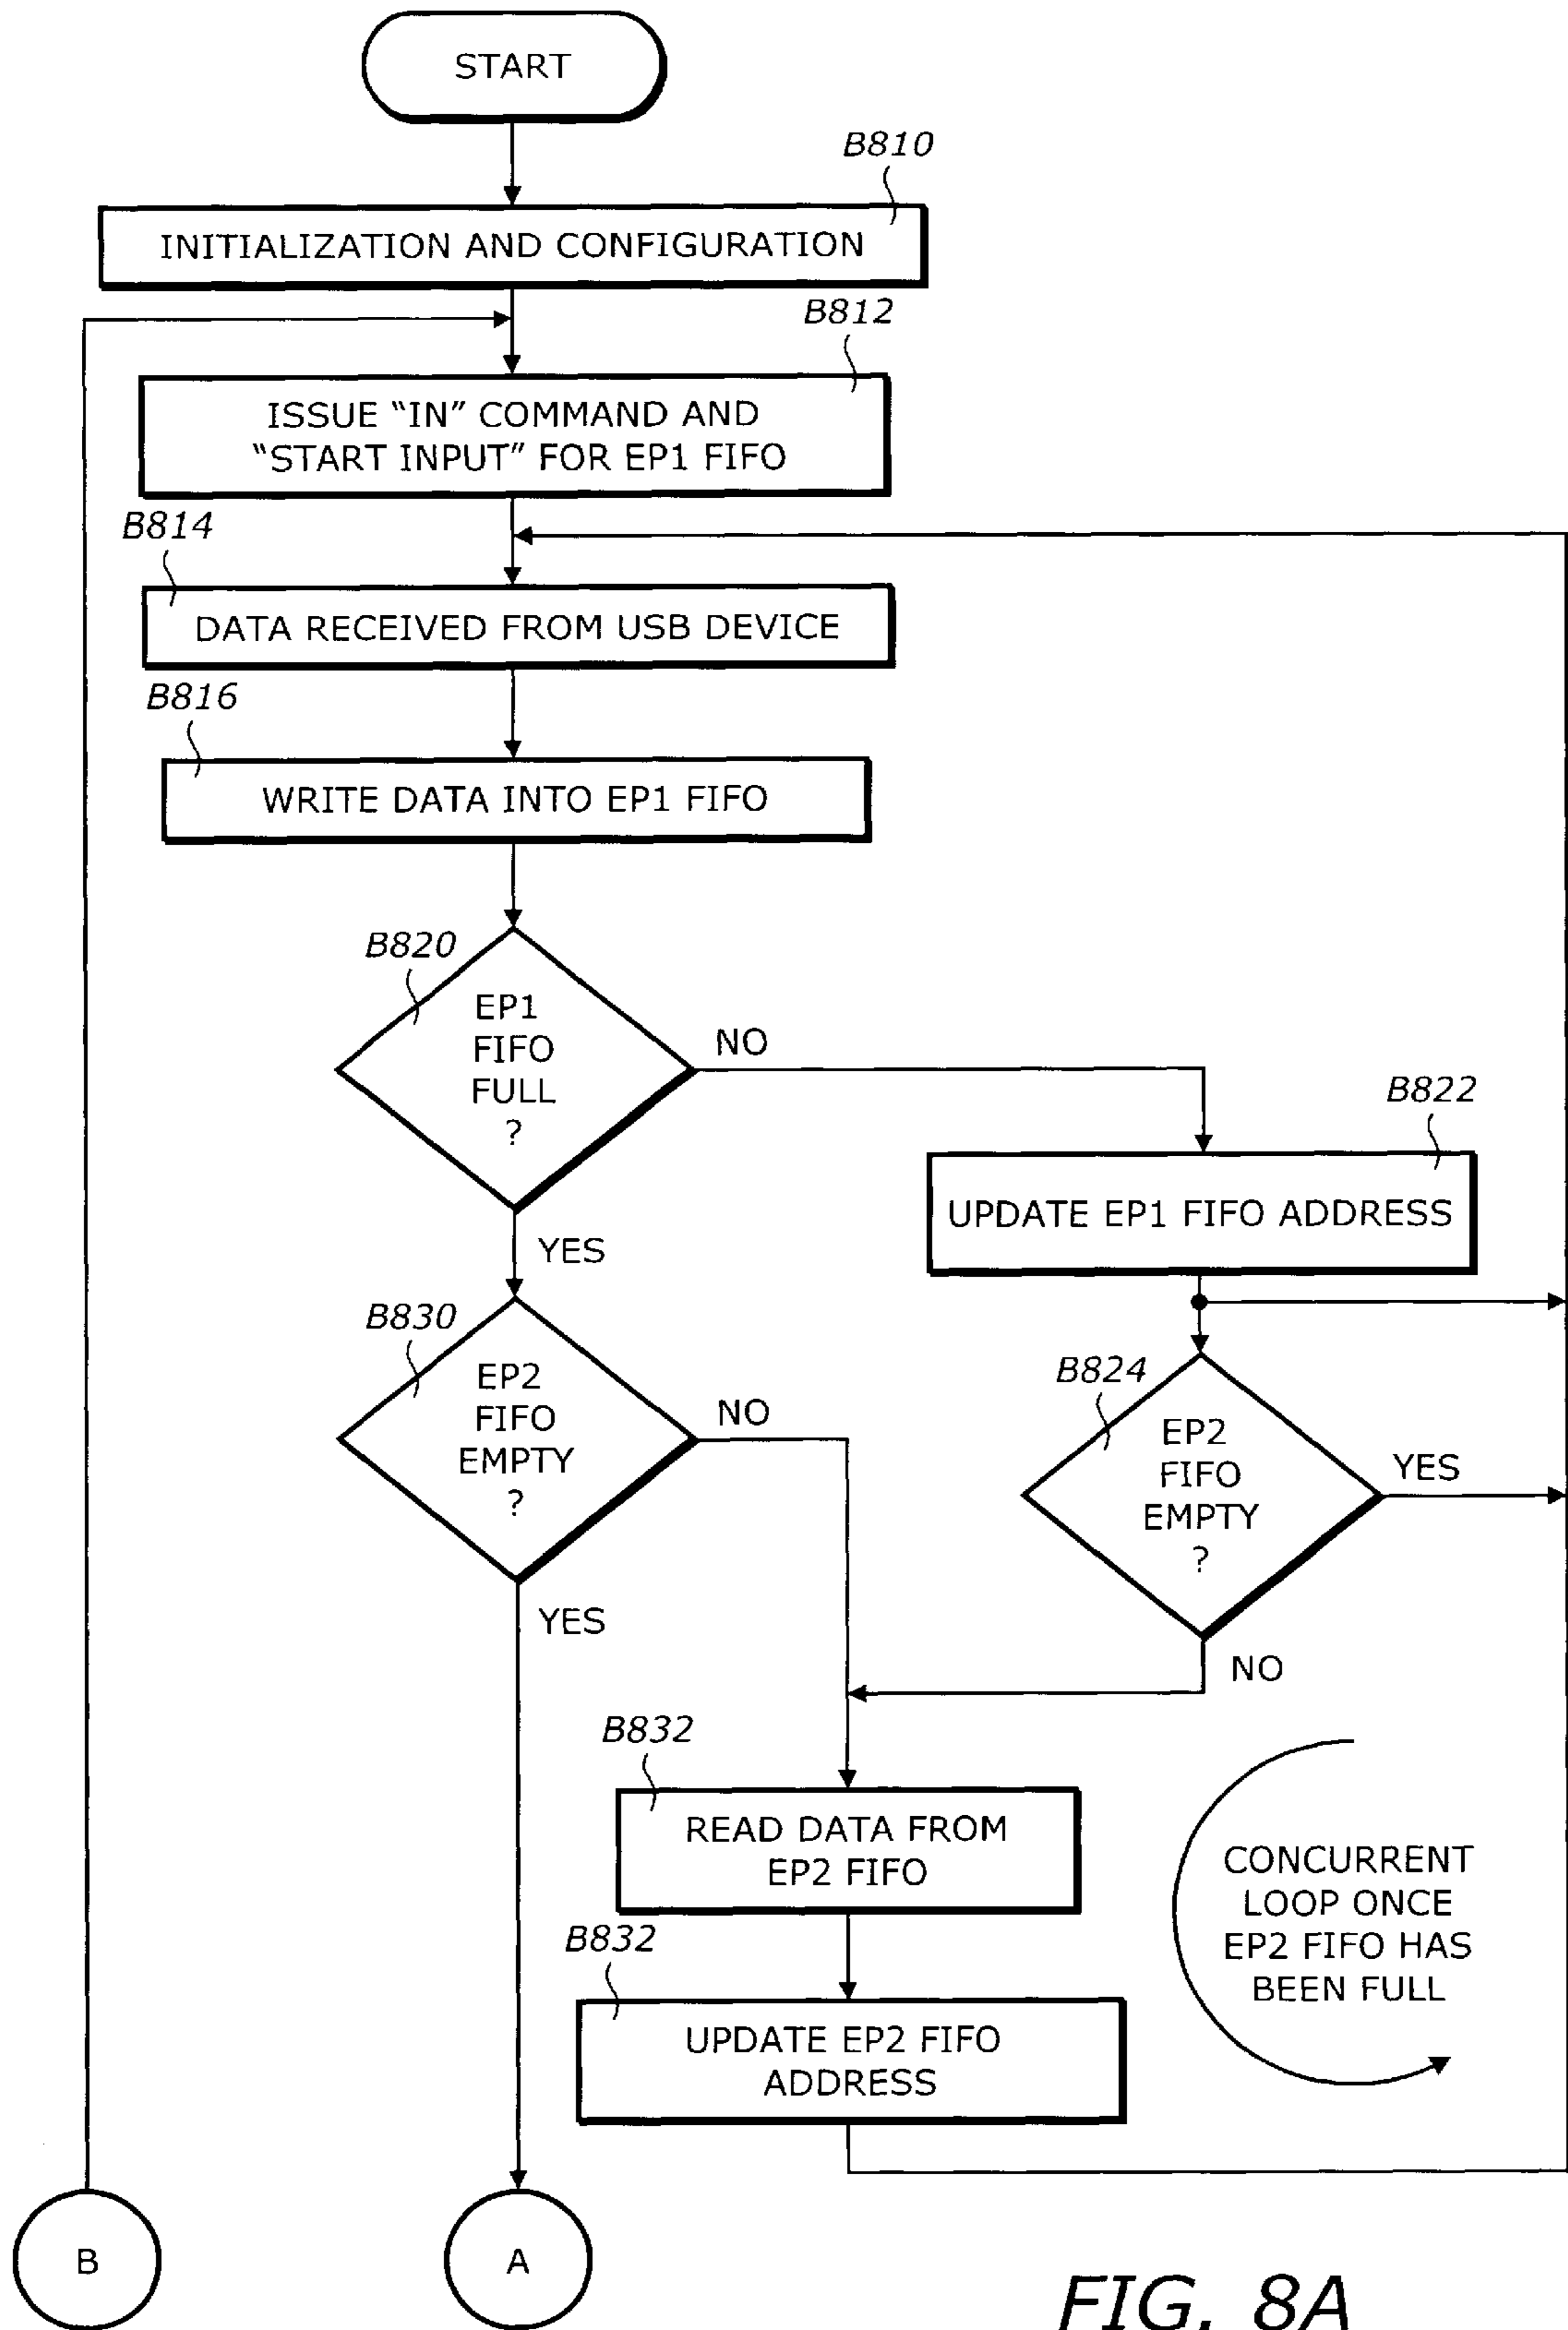 START
B810
INITIALIZATION AND CONFIGURATION
B812
ISSUE “IN” COMMAND AND
“START INPUT” FOR EP1 FIFO
B814
DATA RECEIVED FROM USB DEVICE
B816
WRITE DATA INTO EP1 FIFO
B820
EP1
FIFO
FULL
?
NO
YES
B822
UPDATE EP1 FIFO ADDRESS
B830
EP2
FIFO
EMPTY
?
NO
YES
B824
EP2
FIFO
EMPTY
?
YES
NO
B832
READ DATA FROM
EP2 FIFO
B832
UPDATE EP2 FIFO
ADDRESS
CONCURRENT
LOOP ONCE
EP2 FIFO HAS
BEEN FULL
B
A
FIG. 8A